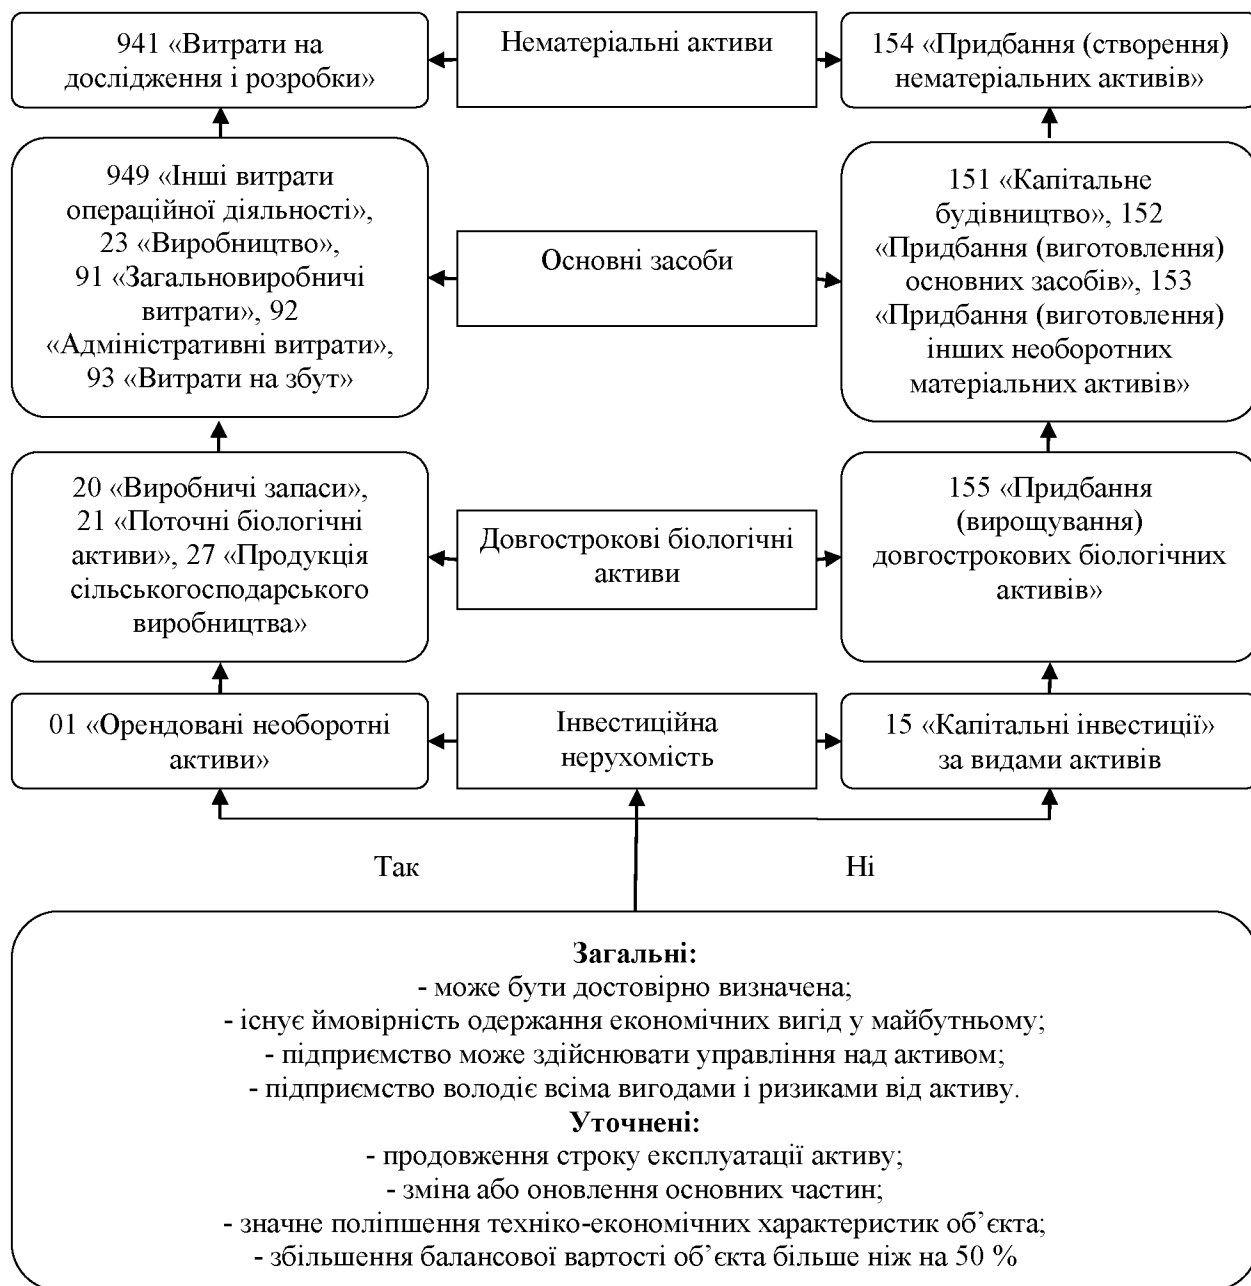 941 «Витрати на
дослідження і розробки»
Нематеріальні активи
154 «Придбання (створення)
нематеріальних активів»
949 «Інші витрати
операційної діяльності»,
23 «Виробництво»,
91 «Загальновиробничі
витрати», 92
«Адміністративні витрати»,
93 «Витрати на збут»
Основні засоби
151 «Капітальне
будівництво», 152
«Придбання (виготовлення)
основних засобів», 153
«Придбання (виготовлення)
інших необоротних
матеріальних активів»
20 «Виробничі запаси»,
21 «Поточні біологічні
активи», 27 «Продукція
сільськогосподарського
виробництва»
Довгострокові біологічні
активи
155 «Придбання
(вирощування)
довгострокових біологічних
активів»
01 «Орендовані необоротні
активи»
Інвестиційна
нерухомість
15 «Капітальні інвестиції»
за видами активів
Так
Ні
Загальні:
- може бути достовірно визначена;
- існує ймовірність одержання економічних вигід у майбутньому;
- підприємство може здійснювати управління над активом;
- підприємство володіє всіма вигодами і ризиками від активу.
Уточнені:
- продовження строку експлуатації активу;
- зміна або оновлення основних частин;
- значне поліпшення техніко-економічних характеристик об’єкта;
- збільшення балансової вартості об’єкта більше ніж на 50 %